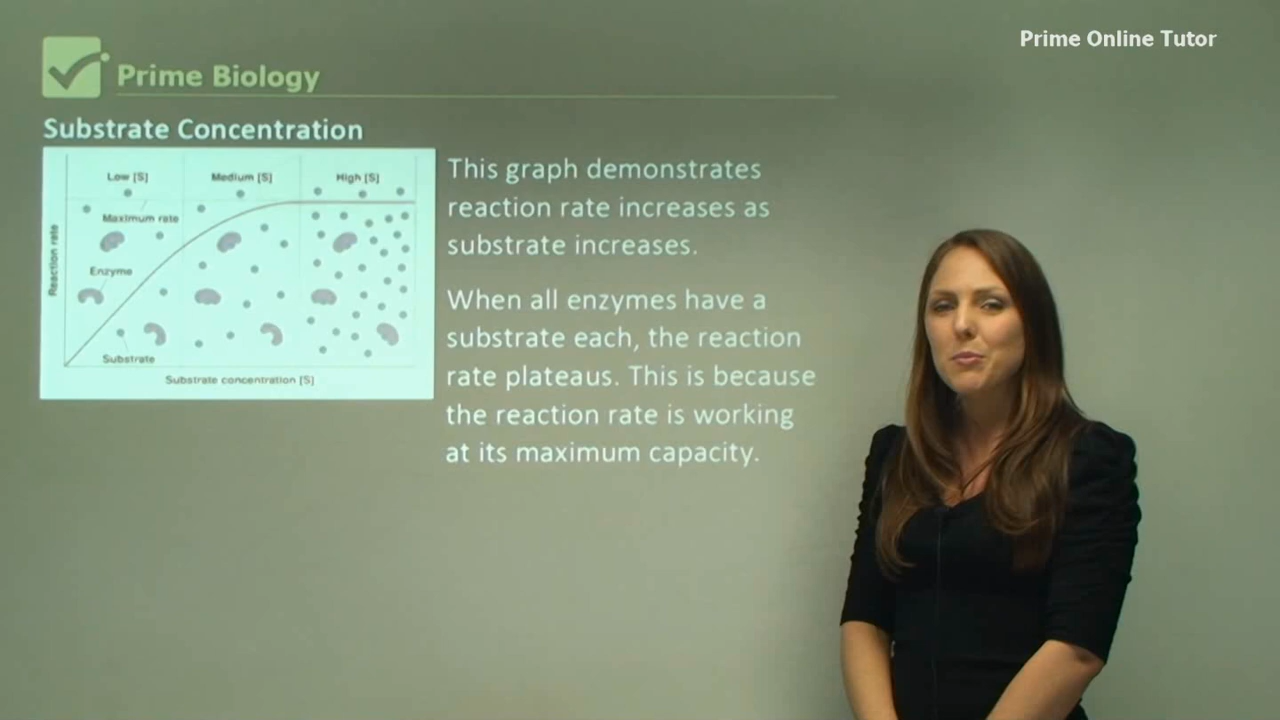 Prime Online Tutor
Prime Biology
Substrate Concentration
Low [S] Medium [S] High [S]
Maximum rate
Reaction rate
Enzyme
Substrate
Substrate concentration [S]
This graph demonstrates
reaction rate increases as
substrate increases.
When all enzymes have a
substrate each, the reaction
rate plateaus. This is because
the reaction rate is working
at its maximum capacity.